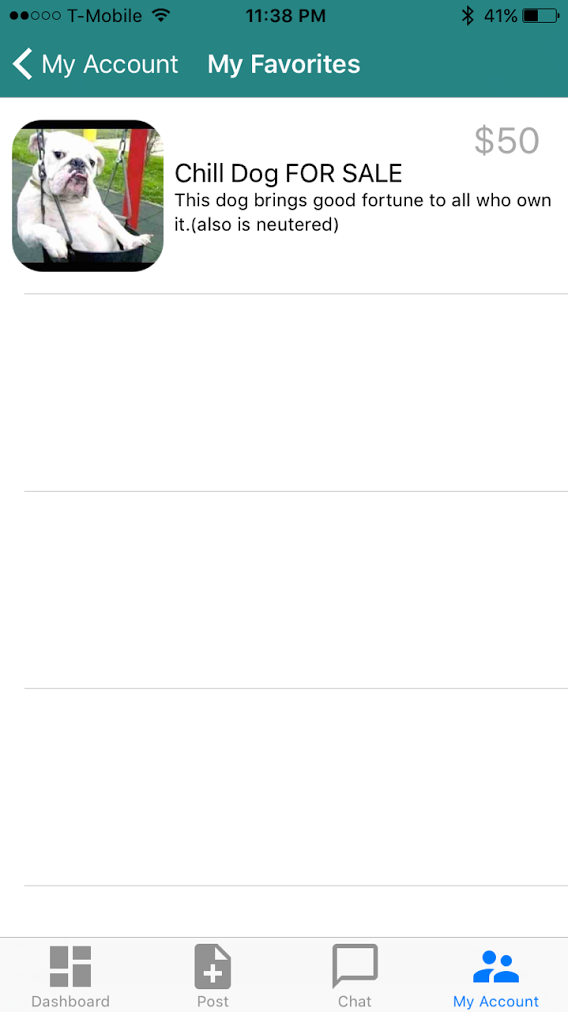 T-Mobile 11:38 PM 41%
My Account My Favorites
$50
Chill Dog FOR SALE
This dog brings good fortune to all who own
it.(also is neutered)
Dashboard Post Chat My Account